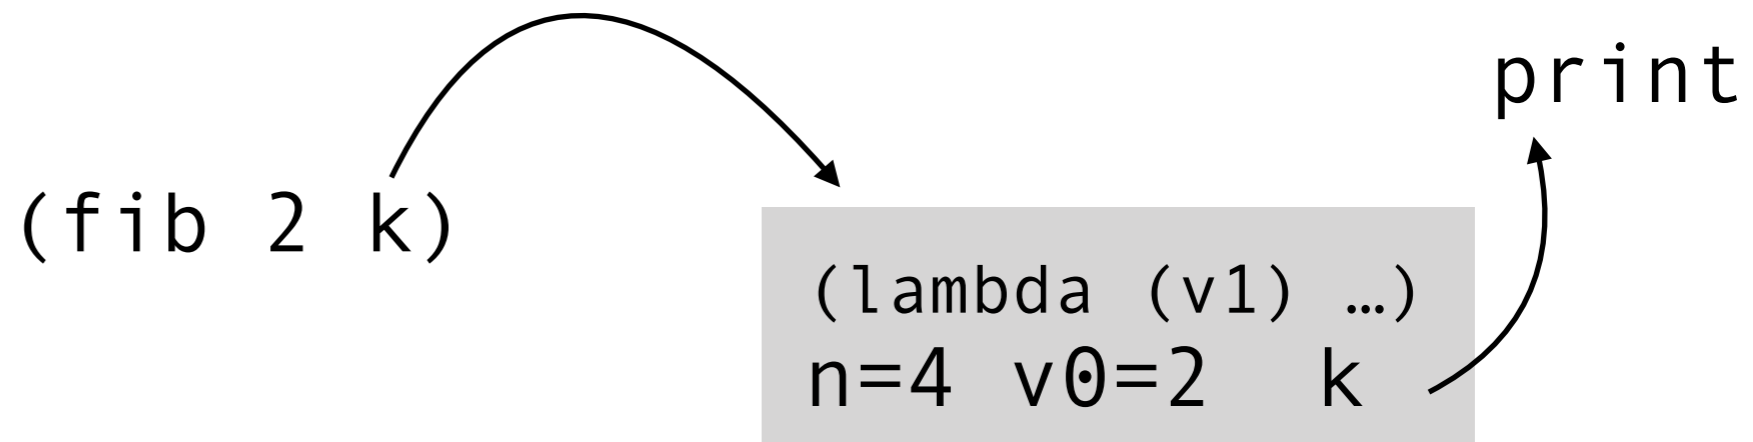 print
(fib 2 k)
(lambda (v1) …)
n=4 v0=2 k